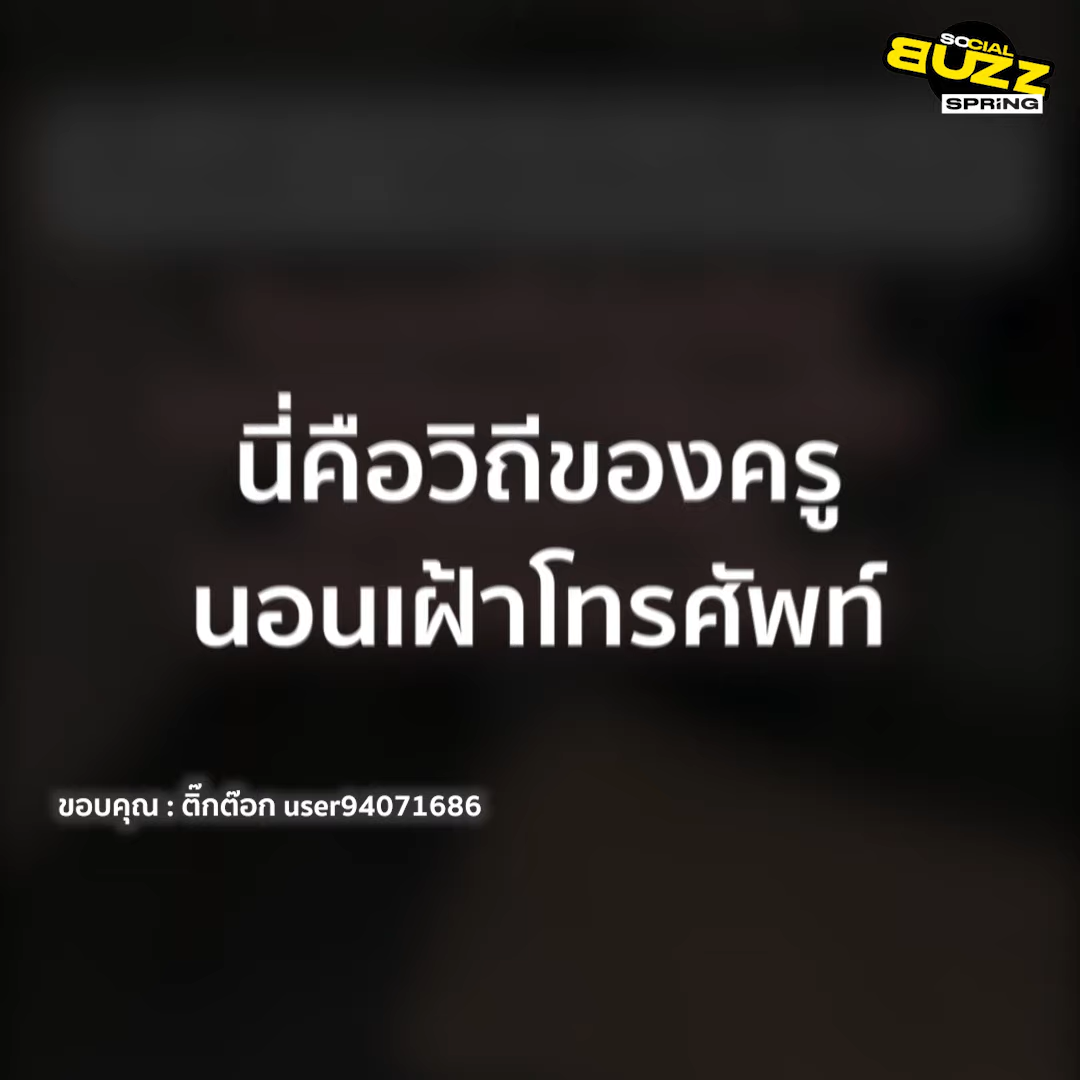 SOCIAL
BUZZ
SPRiNG
นี่คือวิถีของครู
นอนเฝ้าโทรศัพท์
ขอบคุณ : ติ๊กต๊อก user94071686